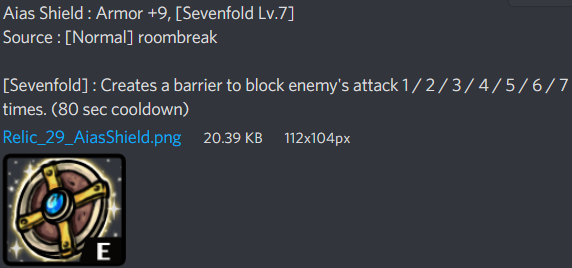 Aias Shield : Armor +9, [Sevenfold Lv.7]
Source : [Normal] roombreak
[Sevenfold] : Creates a barrier to block enemy's attack 1 / 2 / 3 / 4 / 5 / 6 / 7
times. (80 sec cooldown)
Relic_29_AiasShield.png 20.39 KB 112x104px
E